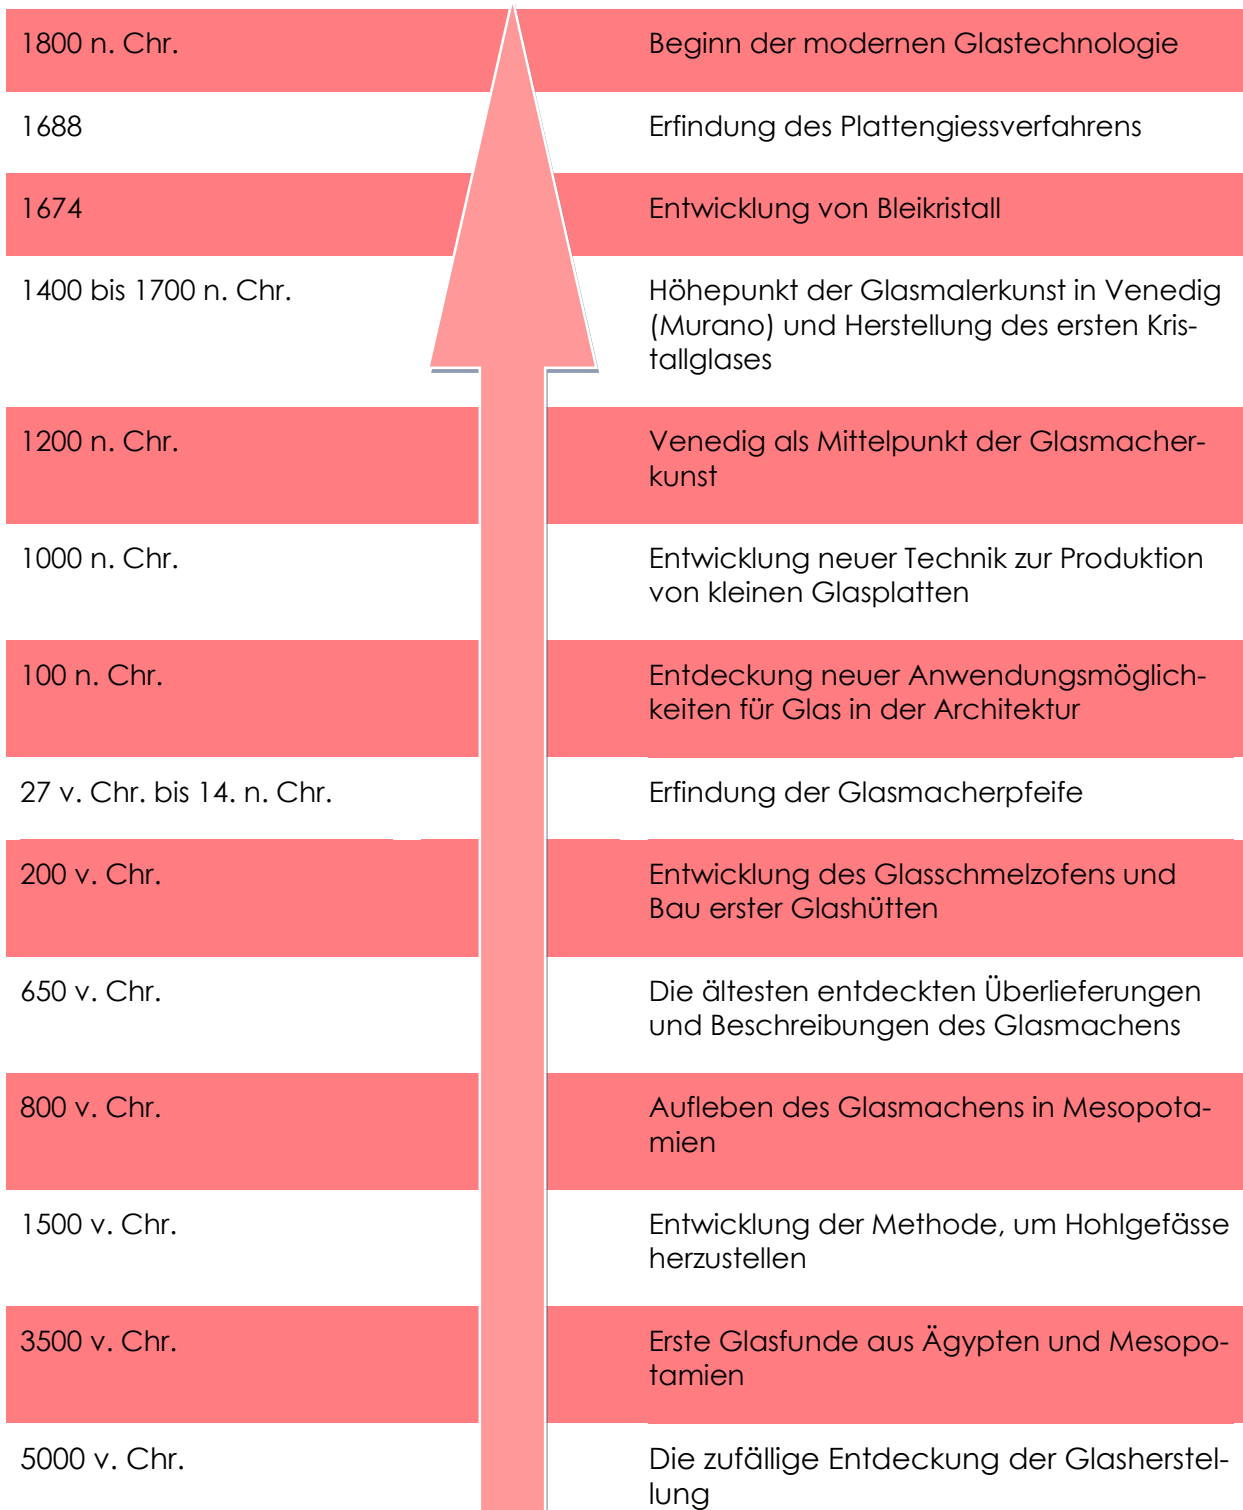 1800 n. Chr. Beginn der modernen Glastechnologie
1688 Erfindung des Plattengiessverfahrens
1674 Entwicklung von Bleikristall
1400 bis 1700 n. Chr. Höhepunkt der Glasmalerkunst in Venedig
(Murano) und Herstellung des ersten Kris-
tallglases
1200 n. Chr. Venedig als Mittelpunkt der Glasmacher-
kunst
1000 n. Chr. Entwicklung neuer Technik zur Produktion
von kleinen Glasplatten
100 n. Chr. Entdeckung neuer Anwendungsmöglich-
keiten für Glas in der Architektur
27 v. Chr. bis 14. n. Chr. Erfindung der Glasmacherpfeife
200 v. Chr. Entwicklung des Glasschmelzofens und
Bau erster Glashütten
650 v. Chr. Die ältesten entdeckten Überlieferungen
und Beschreibungen des Glasmachens
800 v. Chr. Aufleben des Glasmachens in Mesopota-
mien
1500 v. Chr. Entwicklung der Methode, um Hohlgefässe
herzustellen
3500 v. Chr. Erste Glasfunde aus Ägypten und Mesopo-
tamien
5000 v. Chr. Die zufällige Entdeckung der Glasherstel-
lung